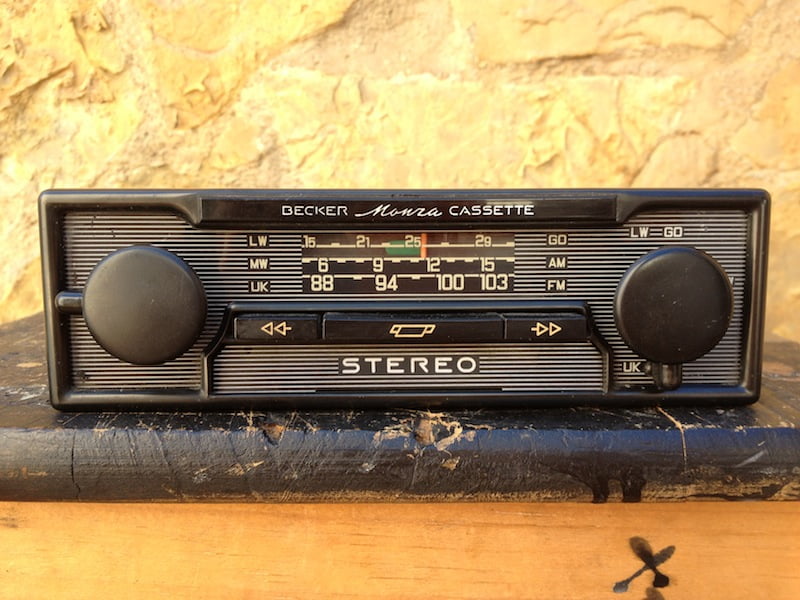 BECKER Monza CASSETTE
LW 15 21 25 29 GO
MW 6 9 12 15 AM
UK 88 94 100 103 FM
LW GO
STEREO
UK